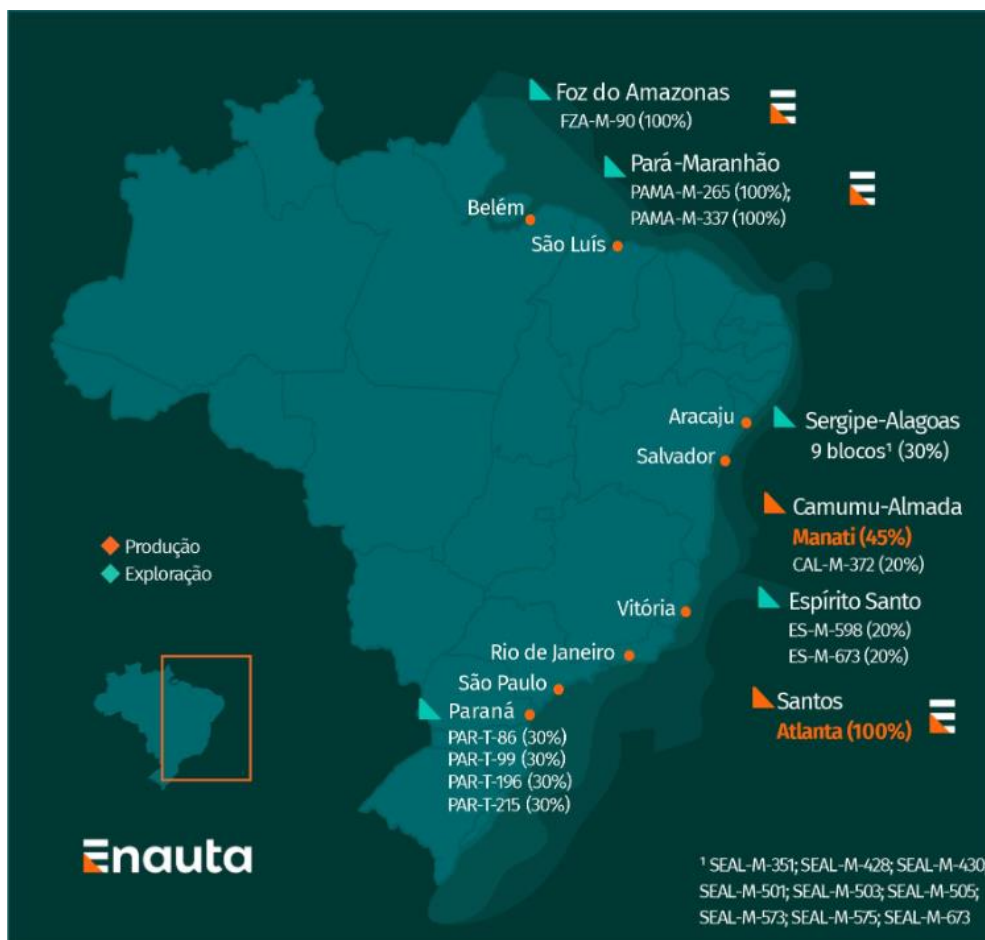 Foz do Amazonas
FZA-M-90 (100%)
Pará-Maranhão
PAMA-M-265 (100%);
PAMA-M-337 (100%)
Belém
São Luís
Aracaju
Sergipe-Alagoas
9 blocos¹ (30%)
Salvador
Camumu-Almada
Manati (45%)
CAL-M-372 (20%)
Produção
Exploração
Vitória
Espírito Santo
ES-M-598 (20%)
ES-M-673 (20%)
Rio de Janeiro
São Paulo
Santos
Atlanta (100%)
Paraná
PAR-T-86 (30%)
PAR-T-99 (30%)
PAR-T-196 (30%)
PAR-T-215 (30%)
Enauta
¹ SEAL-M-351; SEAL-M-428; SEAL-M-430
SEAL-M-501; SEAL-M-503; SEAL-M-505;
SEAL-M-573; SEAL-M-575; SEAL-M-673